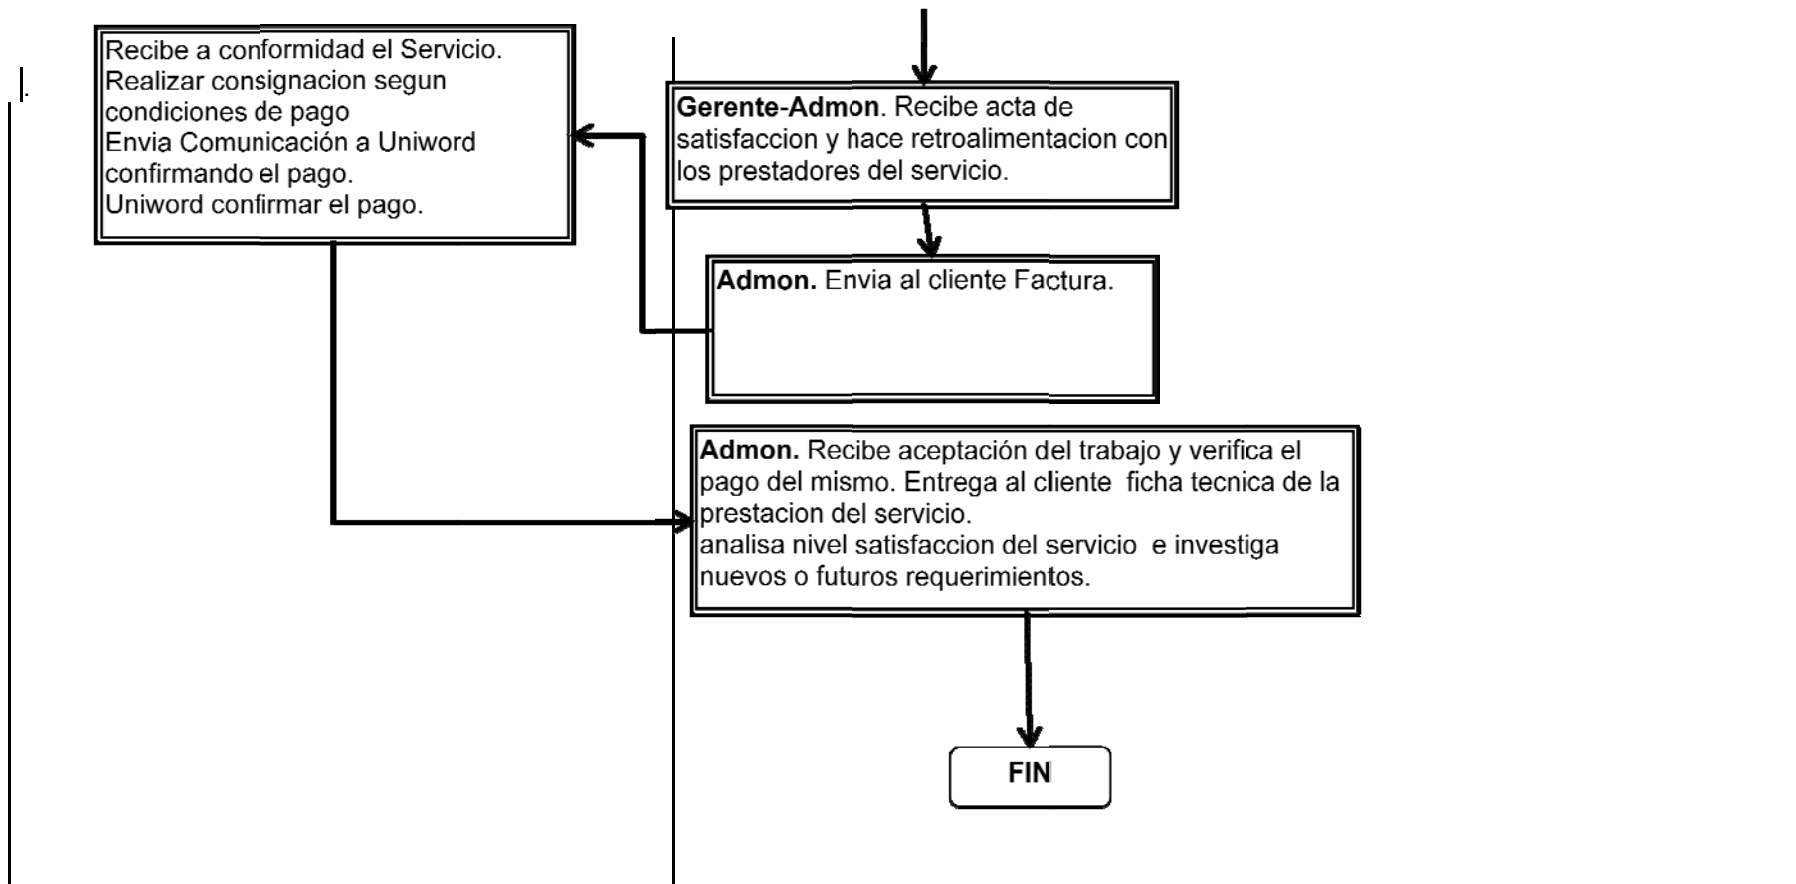 Recibe a conformidad el Servicio.
Realizar consignacion segun
condiciones de pago
Envia Comunicación a Uniword
confirmando el pago.
Uniword confirmar el pago.
.
Gerente-Admon. Recibe acta de
satisfaccion y hace retroalimentacion con
los prestadores del servicio.
Admon. Envia al cliente Factura.
Admon. Recibe aceptación del trabajo y verifica el
pago del mismo. Entrega al cliente  ficha tecnica de la
prestacion del servicio.
analisa nivel satisfaccion del servicio  e investiga
nuevos o futuros requerimientos.
FIN